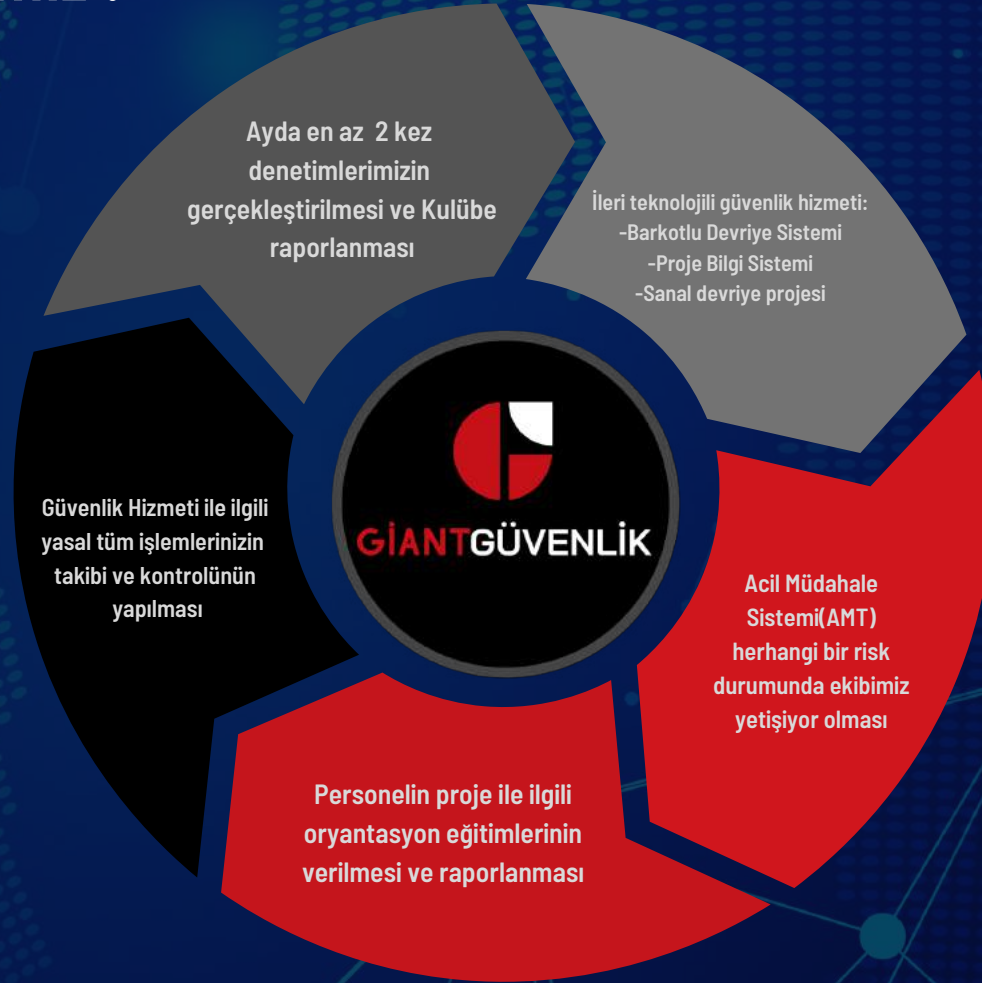 Ayda en az 2 kez
denetimlerimizin
gerçekleştirilmesi ve Kulübe
raporlanması
İleri teknolojili güvenlik hizmeti:
-Barkotlu Devriye Sistemi
-Proje Bilgi Sistemi
-Sanal devriye projesi
GİANTGÜVENLİK
Güvenlik Hizmeti ile ilgili
yasal tüm işlemlerinizin
takibi ve kontrolünün
yapılması
Acil Müdahale
Sistemi(AMT)
herhangi bir risk
durumunda ekibimiz
yetişiyor olması
Personelin proje ile ilgili
oryantasyon eğitimlerinin
verilmesi ve raporlanması